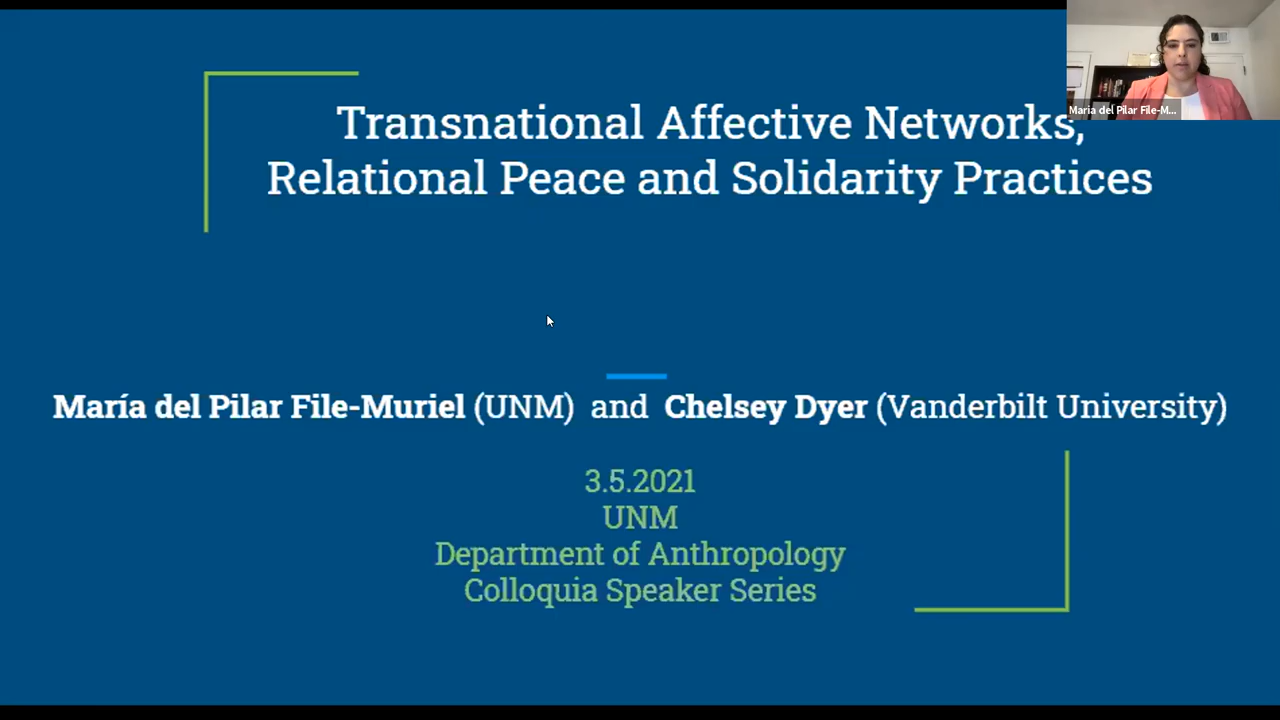 Transnational Affective Networks,
Relational Peace and Solidarity Practices
María del Pilar File-Muriel (UNM) and Chelsey Dyer (Vanderbilt University)
3.5.2021
UNM
Department of Anthropology
Colloquia Speaker Series
Maria del Pilar File-M...